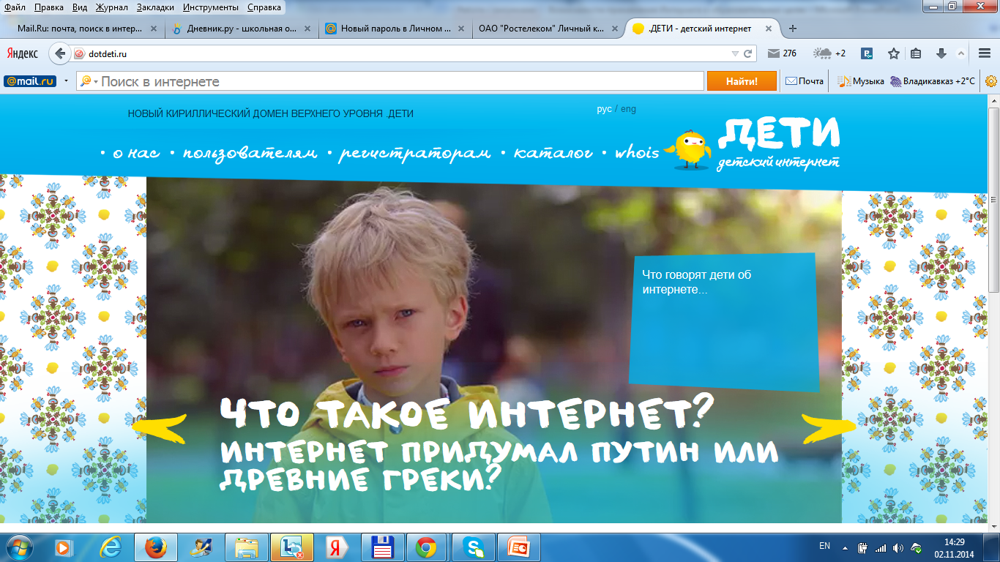 Файл Правка Вид Журнал Закладки Инструменты Справка
Mail.Ru: почта, поиск в интер... Дневник.ру - школьная о... Новый пароль в Личном ... ОАО "Ростелеком" Личный к... .ДЕТИ - детский интернет
Яндекс dotdeti.ru 276 +2
@mail.ru Поиск в интернете Найти! Почта Музыка Владикавказ +2°C
НОВЫЙ КИРИЛЛИЧЕСКИЙ ДОМЕН ВЕРХНЕГО УРОВНЯ .ДЕТИ
рус / eng
• о нас • пользователям • регистраторам • каталог • whois
ДЕТИ
детский интернет
Что говорят дети об
интернете...
ЧТО ТАКОЕ ИНТЕРНЕТ?
ИНТЕРНЕТ ПРИДУМАЛ ПУТИН ИЛИ
ДРЕВНИЕ ГРЕКИ?
EN
14:29
02.11.2014